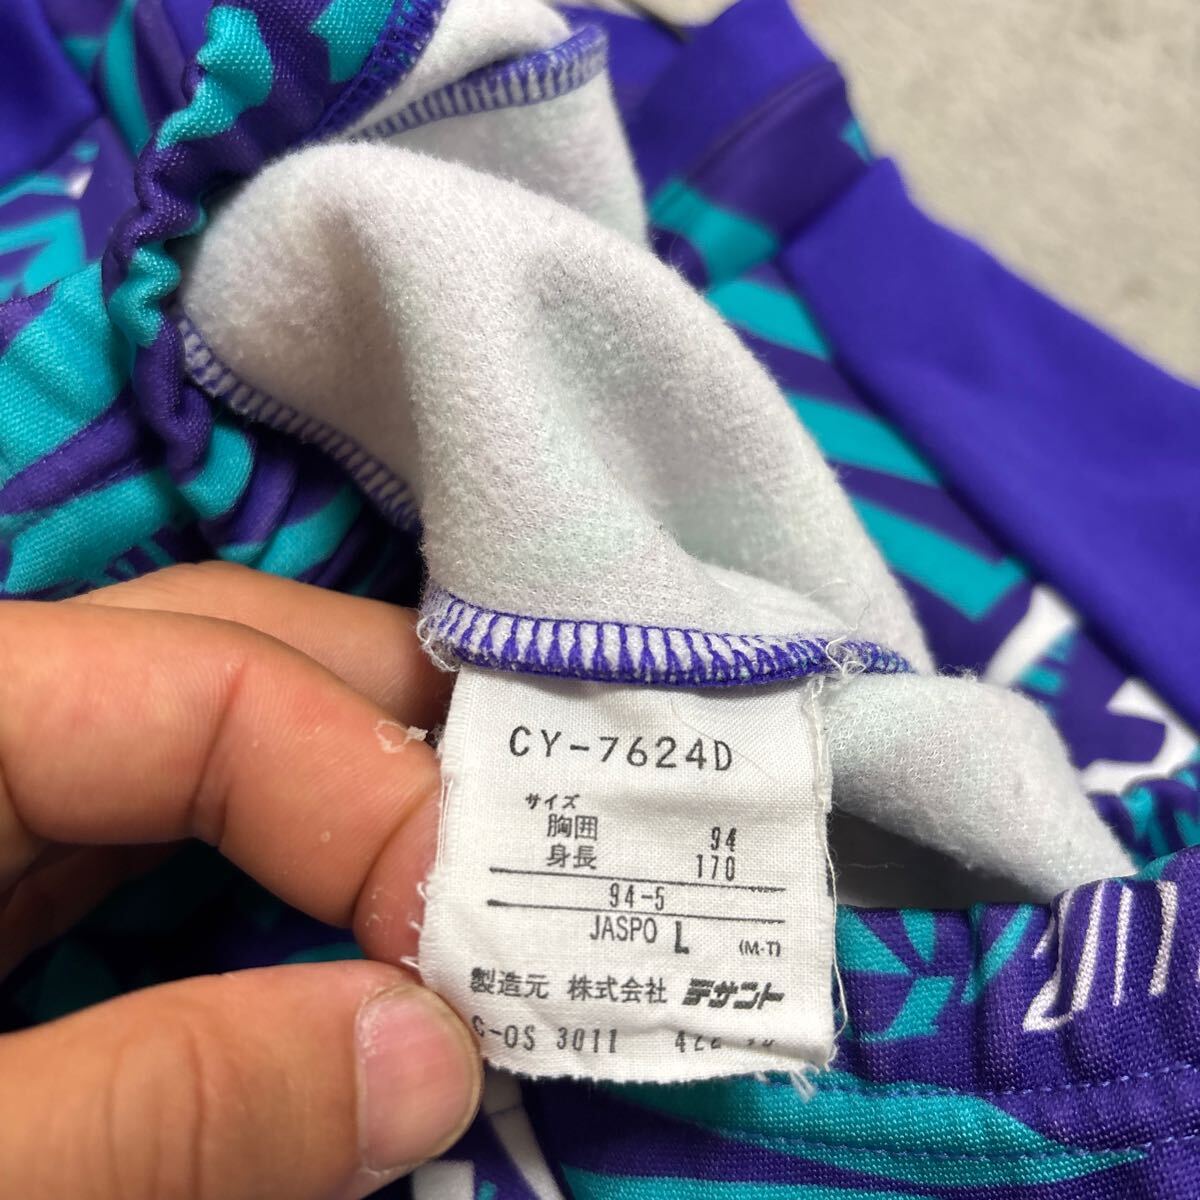 CY-7624D
サイズ
胸囲 94
身長 170
94-5
JASPO L (M・T)
製造元 株式会社 デサント
C-OS 3011